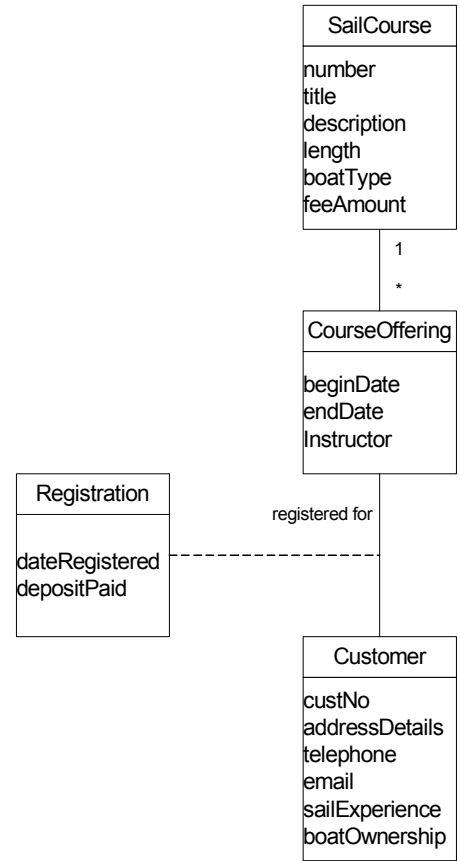 SailCourse
number
title
description
length
boatType
feeAmount
1
*
CourseOffering
beginDate
endDate
Instructor
Registration
dateRegistered
depositPaid
registered for
Customer
custNo
addressDetails
telephone
email
sailExperience
boatOwnership